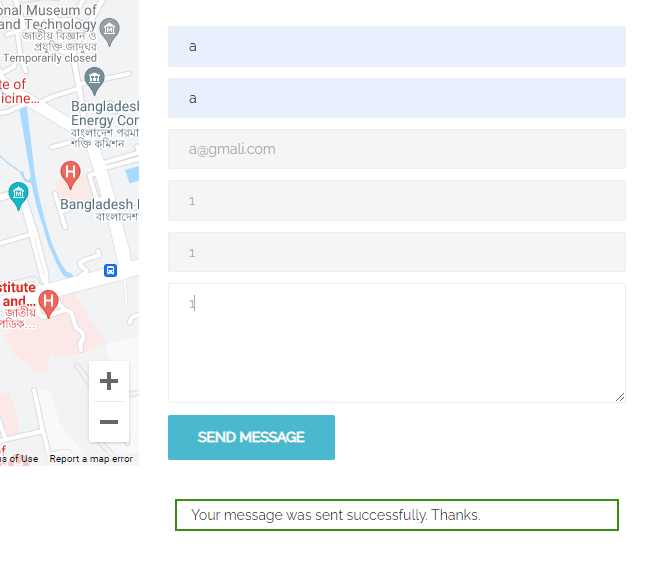 onal Museum of
and Technology
জাতীয় বিজ্ঞান ও
প্রযুক্তি জাদুঘর
Temporarily closed
te of
icine...
Bangladesh
Energy Con
বাংলাদেশ পরমা
শক্তি কমিশন
H
Bangladesh
বাংলাদেশ
stitute
and...
জাতীয়
H
of
s of Use
Report a map error
a
a
a@gmali.com
1
1
1
SEND MESSAGE
Your message was sent successfully. Thanks.